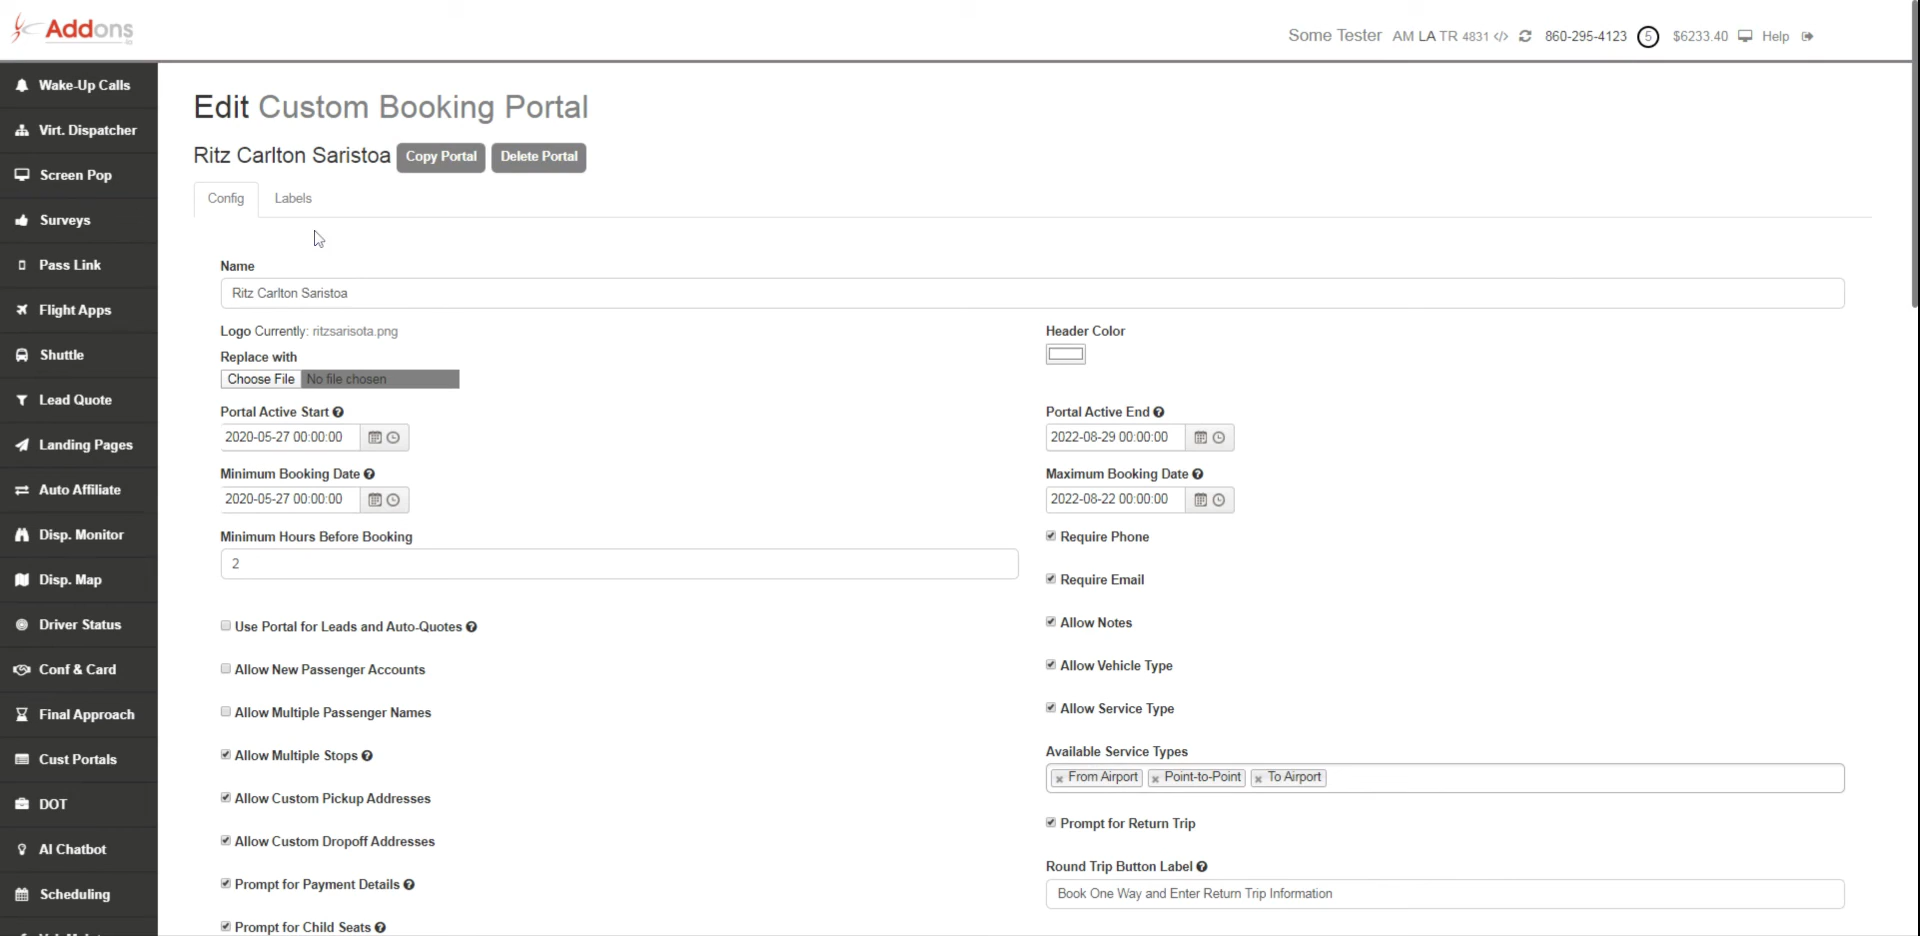 Addons
Some Tester AM LA TR 4831 </> 860-295-4123 5 $6233.40 Help
Wake-Up Calls
Virt. Dispatcher
Screen Pop
Surveys
Pass Link
Flight Apps
Shuttle
Lead Quote
Landing Pages
Auto Affiliate
Disp. Monitor
Disp. Map
Driver Status
Conf & Card
Final Approach
Cust Portals
DOT
AI Chatbot
Scheduling
Edit Custom Booking Portal
Ritz Carlton Saristoa Copy Portal Delete Portal
Config Labels
Name
Ritz Carlton Saristoa
Logo Currently: ritzsarisota.png
Replace with
Choose File No file chosen
Header Color
Portal Active Start
2020-05-27 00:00:00
Portal Active End
2022-08-29 00:00:00
Minimum Booking Date
2020-05-27 00:00:00
Maximum Booking Date
2022-08-22 00:00:00
Minimum Hours Before Booking
2
Use Portal for Leads and Auto-Quotes
Allow New Passenger Accounts
Allow Multiple Passenger Names
Allow Multiple Stops
Allow Custom Pickup Addresses
Allow Custom Dropoff Addresses
Prompt for Payment Details
Prompt for Child Seats
Require Phone
Require Email
Allow Notes
Allow Vehicle Type
Allow Service Type
Available Service Types
× From Airport × Point-to-Point × To Airport
Prompt for Return Trip
Round Trip Button Label
Book One Way and Enter Return Trip Information